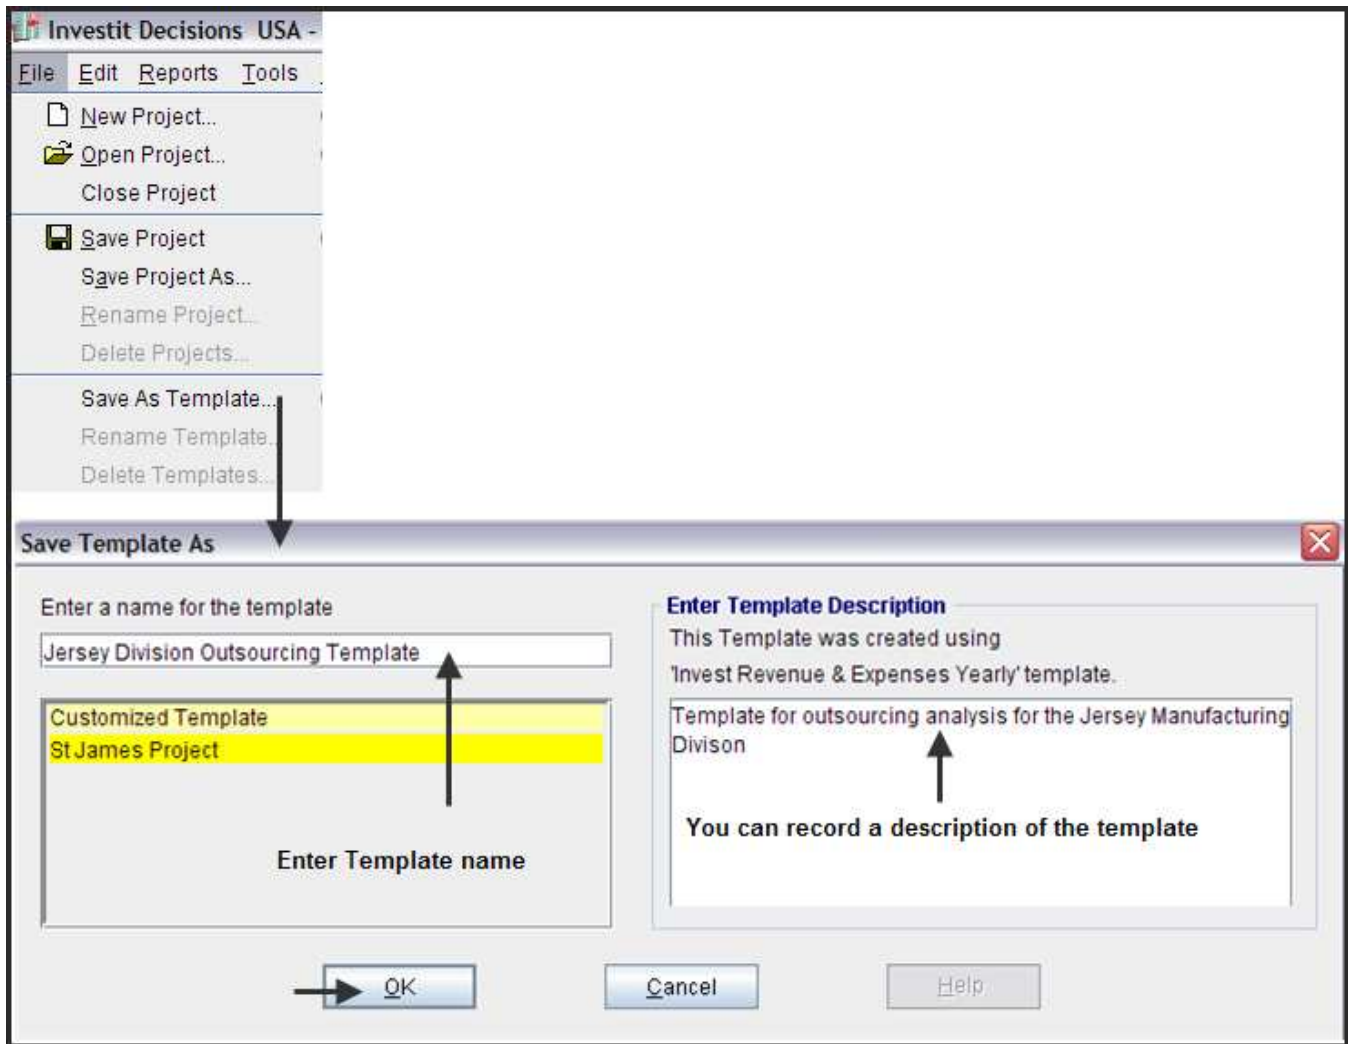 Investit Decisions USA -
File Edit Reports Tools
New Project...
Open Project...
Close Project
Save Project
Save Project As...
Rename Project...
Delete Projects...
Save As Template...
Rename Template...
Delete Templates...
Save Template As
Enter a name for the template
Jersey Division Outsourcing Template
Customized Template
St James Project
Enter Template name
Enter Template Description
This Template was created using
'Invest Revenue & Expenses Yearly' template.
Template for outsourcing analysis for the Jersey Manufacturing
Divison
You can record a description of the template
OK Cancel Help